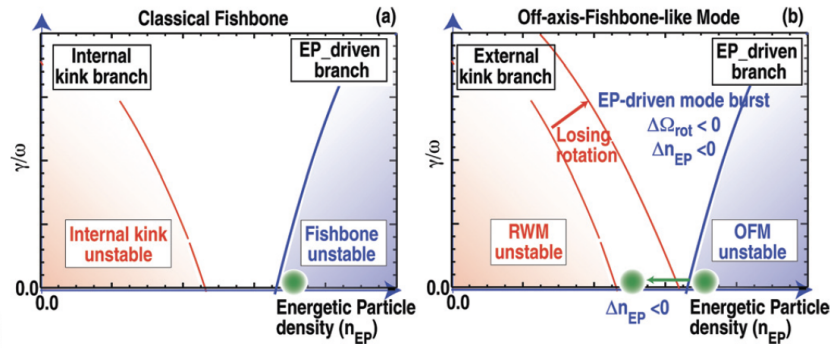 Classical Fishbone (a)
Internal
kink branch
EP_driven
branch
γ/ω
Internal kink
unstable
Fishbone
unstable
0.0
0.0
Energetic Particle
density (nEP)
Off-axis-Fishbone-like Mode (b)
External
kink branch
EP_driven
branch
EP-driven mode burst
ΔΩrot < 0
ΔnEP <0
Losing
rotation
γ/ω
RWM
unstable
OFM
unstable
0.0
0.0
ΔnEP <0
Energetic Particle
density (nEP)